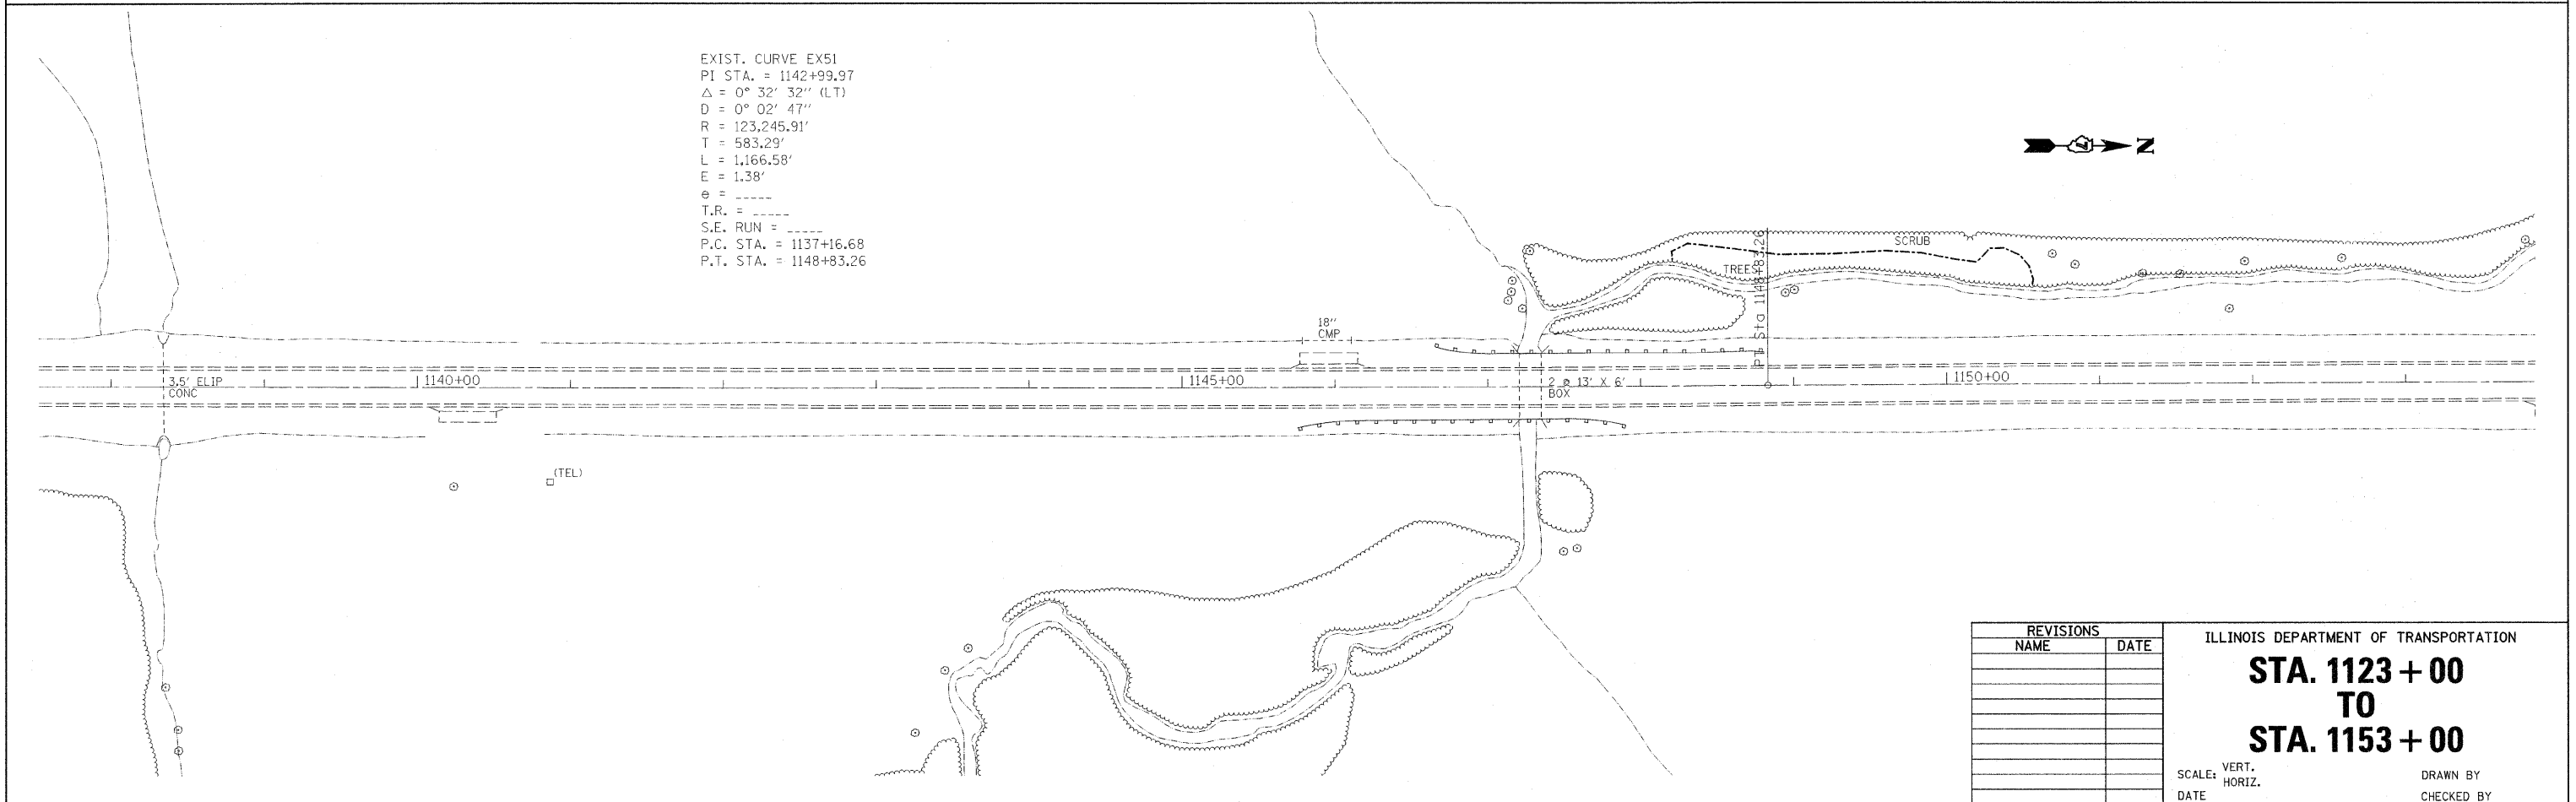 EXIST. CURVE EX51
PI STA. = 1142+99.97
Δ = 0° 32' 32" (LT)
D = 0° 02' 47"
R = 123,245.91'
T = 583.29'
L = 1,166.58'
E = 1.38'
e = _____
T.R. = _____
S.E. RUN = _____
P.C. STA. = 1137+16.68
P.T. STA. = 1148+83.26
N
SCRUB
TREES
P.T. Sta 1148+83.26
18"
CMP
3.5' ELIP
CONC
1140+00
1145+00
2 @ 13' X 6'
BOX
1150+00
(TEL)
REVISIONS
NAME DATE
ILLINOIS DEPARTMENT OF TRANSPORTATION
STA. 1123+00
TO
STA. 1153+00
SCALE: VERT.
HORIZ.
DRAWN BY
DATE
CHECKED BY